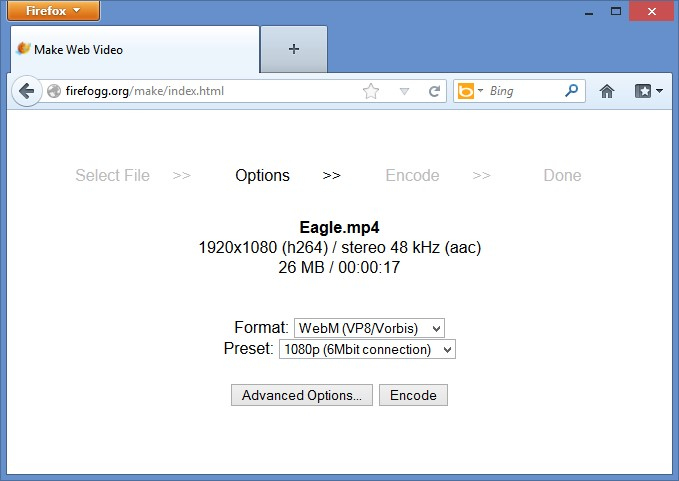 Firefox
Make Web Video
firefogg.org/make/index.html
Bing
Select File >> Options >> Encode >> Done
Eagle.mp4
1920x1080 (h264) / stereo 48 kHz (aac)
26 MB / 00:00:17
Format: WebM (VP8/Vorbis)
Preset: 1080p (6Mbit connection)
Advanced Options... Encode